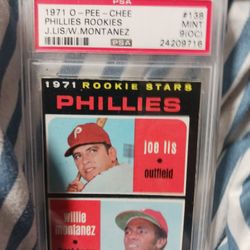 PSA
1971 O-PEE-CHEE #138
PHILLIES ROOKIES MINT
J.LIS/W.MONTANEZ 9(OC)
PSA 24209716
1971 ROOKIE STARS
PHILLIES
joe lis
outfield
willie
montanez